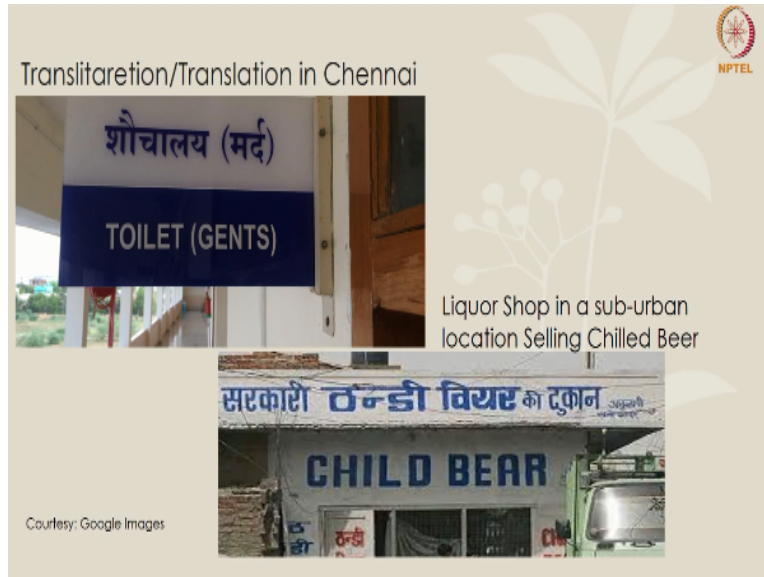 NPTEL
Translitaretion/Translation in Chennai
शौचालय (मर्द)
TOILET (GENTS)
Liquor Shop in a sub-urban
location Selling Chilled Beer
सरकारी ठन्डी वियर की दुकान
CHILD BEAR
ठन्डी
Courtesy: Google Images